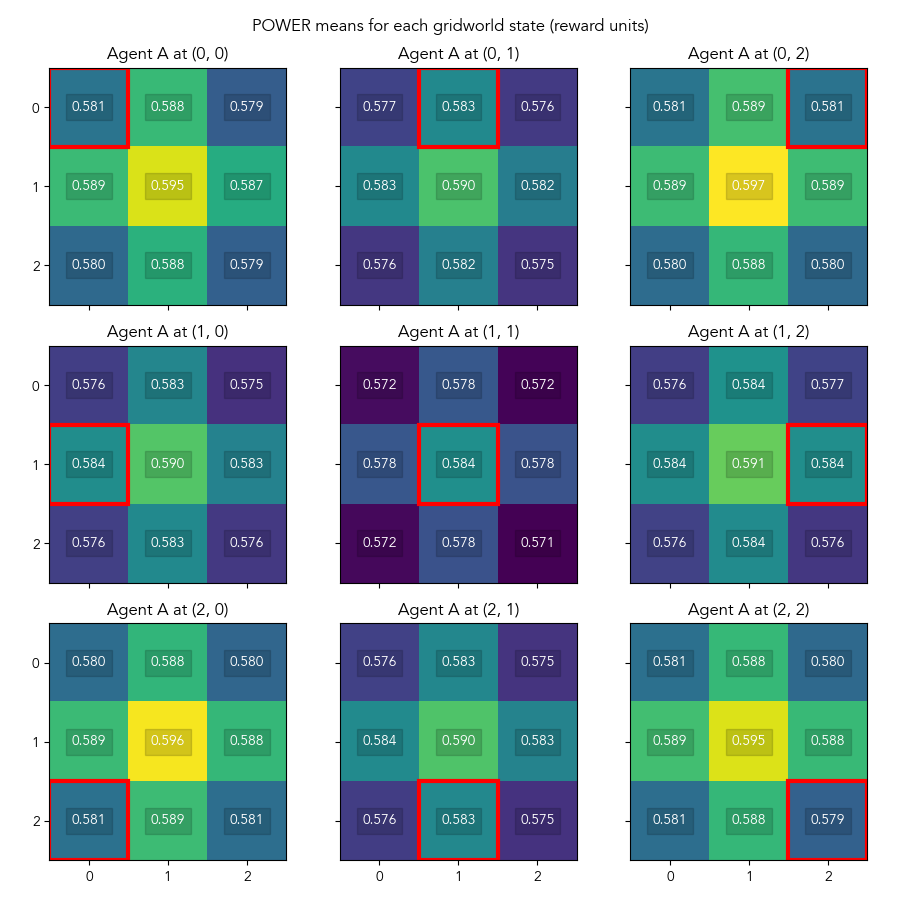 POWER means for each gridworld state (reward units)
Agent A at (0, 0) Agent A at (0, 1) Agent A at (0, 2)
0 0.581 0.588 0.579 0.577 0.583 0.576 0.581 0.589 0.581
1 0.589 0.595 0.587 0.583 0.590 0.582 0.589 0.597 0.589
2 0.580 0.588 0.579 0.576 0.582 0.575 0.580 0.588 0.580
Agent A at (1, 0) Agent A at (1, 1) Agent A at (1, 2)
0 0.576 0.583 0.575 0.572 0.578 0.572 0.576 0.584 0.577
1 0.584 0.590 0.583 0.578 0.584 0.578 0.584 0.591 0.584
2 0.576 0.583 0.576 0.572 0.578 0.571 0.576 0.584 0.576
Agent A at (2, 0) Agent A at (2, 1) Agent A at (2, 2)
0 0.580 0.588 0.580 0.576 0.583 0.575 0.581 0.588 0.580
1 0.589 0.596 0.588 0.584 0.590 0.583 0.589 0.595 0.588
2 0.581 0.589 0.581 0.576 0.583 0.575 0.581 0.588 0.579
0 1 2 0 1 2 0 1 2